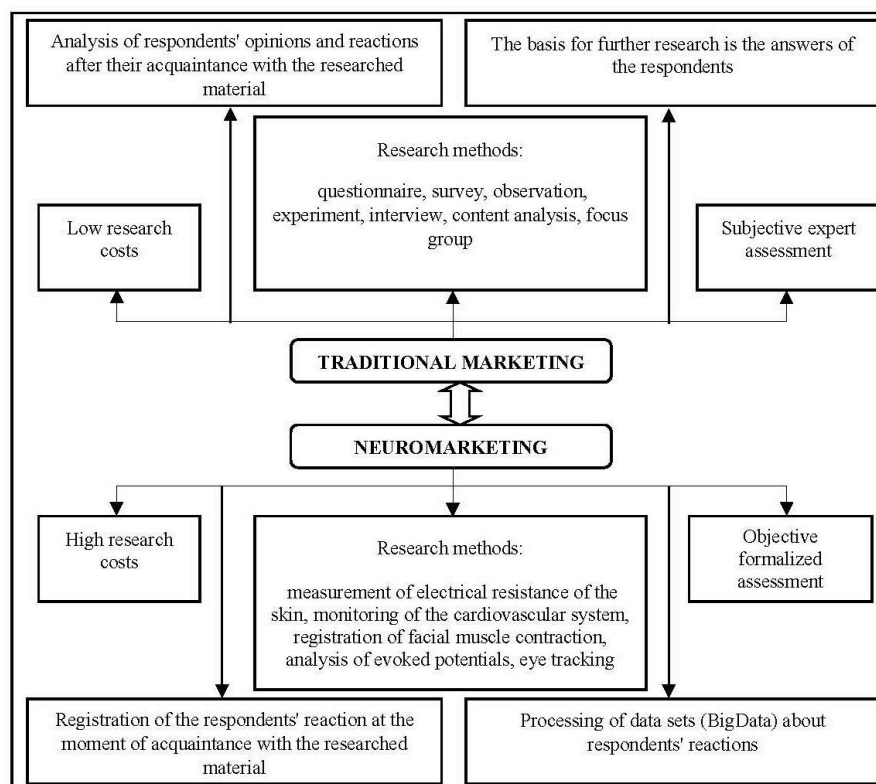 Analysis of respondents' opinions and reactions
after their acquaintance with the researched
material
The basis for further research is the answers of
the respondents
Research methods:
questionnaire, survey, observation,
experiment, interview, content analysis, focus
group
Low research
costs
Subjective expert
assessment
TRADITIONAL MARKETING
NEUROMARKETING
High research
costs
Research methods:
measurement of electrical resistance of the
skin, monitoring of the cardiovascular system,
registration of facial muscle contraction,
analysis of evoked potentials, eye tracking
Objective
formalized
assessment
Registration of the respondents' reaction at the
moment of acquaintance with the researched
material
Processing of data sets (BigData) about
respondents' reactions